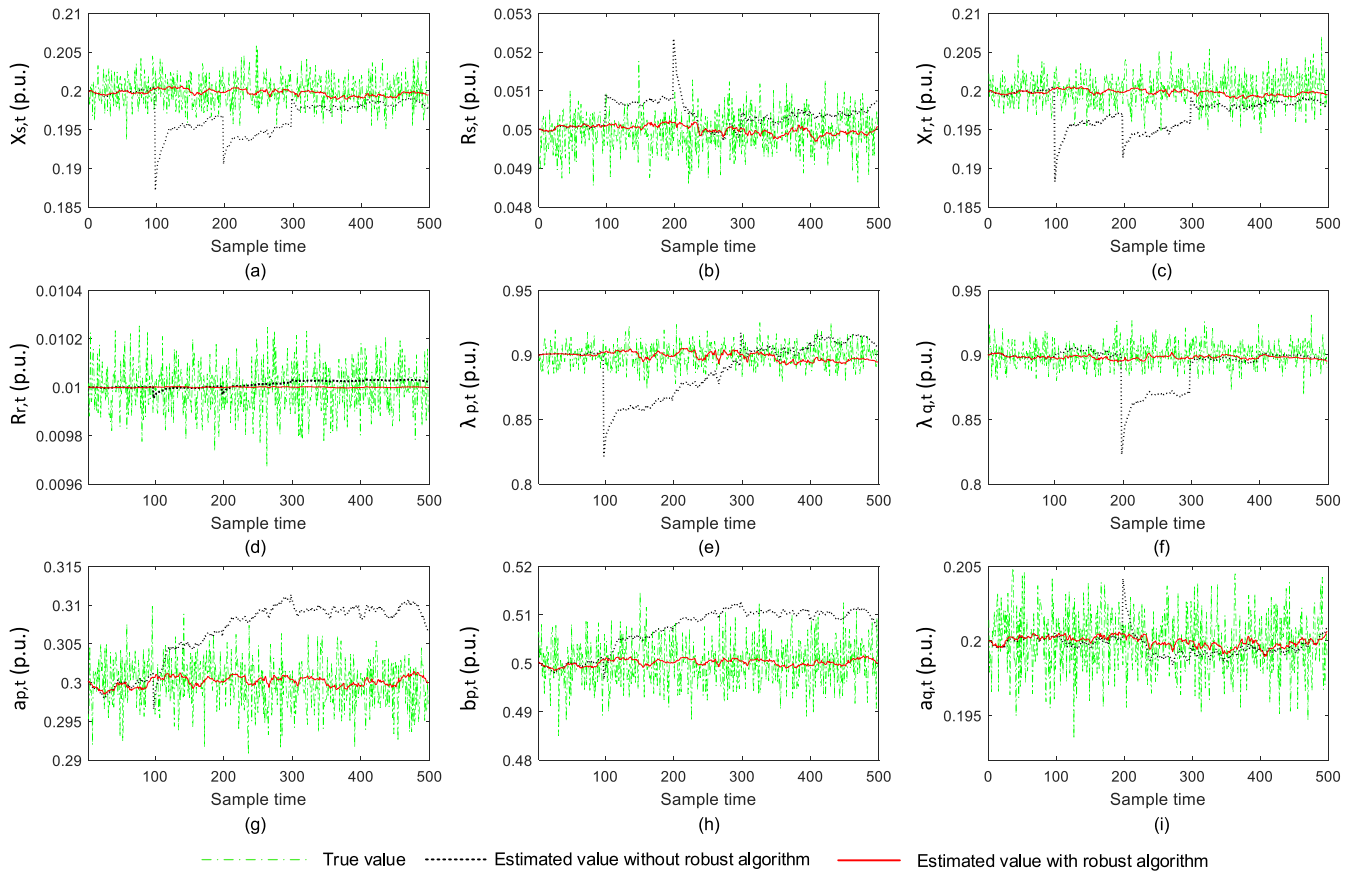 0.21
0.205
0.2
0.195
0.19
0.185
Xs,t (p.u.)
0 100 200 300 400 500
Sample time
(a)
0.053
0.052
0.051
0.05
0.049
0.048
Rs,t (p.u.)
0 100 200 300 400 500
Sample time
(b)
0.21
0.205
0.2
0.195
0.19
0.185
Xr,t (p.u.)
0 100 200 300 400 500
Sample time
(c)
0.0104
0.0102
0.01
0.0098
0.0096
Rr,t (p.u.)
100 200 300 400 500
Sample time
(d)
0.95
0.9
0.85
0.8
λ p,t (p.u.)
100 200 300 400 500
Sample time
(e)
0.95
0.9
0.85
0.8
λ q,t (p.u.)
0 100 200 300 400 500
Sample time
(f)
0.315
0.31
0.305
0.3
0.295
0.29
ap,t (p.u.)
100 200 300 400 500
Sample time
(g)
0.52
0.51
0.5
0.49
0.48
bp,t (p.u.)
100 200 300 400 500
Sample time
(h)
0.205
0.2
0.195
aq,t (p.u.)
0 100 200 300 400 500
Sample time
(i)
True value Estimated value without robust algorithm Estimated value with robust algorithm